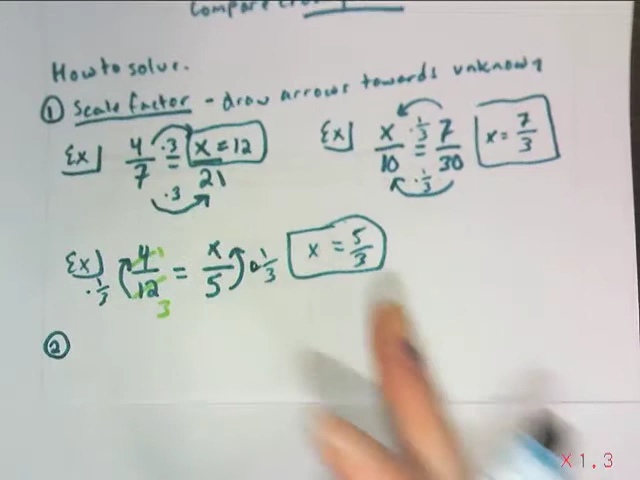 Compare
How to solve.
① Scale factor - draw arrows towards unknown
Ex] 4/7 = x/21 ·3 ·3 x = 12
Ex] x/10 = 7/30 ·1/3 ·1/3 x = 7/3
Ex] ·1/3 4/12 = x/5 ·1/3 1 3 x = 5/3
②
X1.3